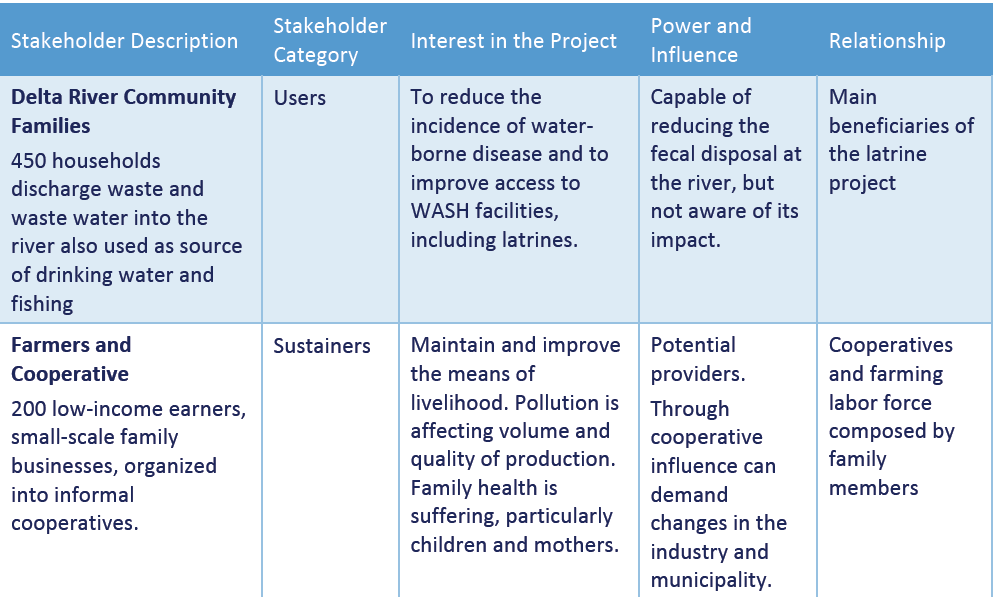 Stakeholder Description
Stakeholder
Category
Interest in the Project
Power and
Influence
Relationship
Delta River Community
Families
450 households
discharge waste and
waste water into the
river also used as source
of drinking water and
fishing
Users
To reduce the
incidence of water-
borne disease and to
improve access to
WASH facilities,
including latrines.
Capable of
reducing the
fecal disposal at
the river, but
not aware of its
impact.
Main
beneficiaries of
the latrine
project
Farmers and
Cooperative
200 low-income earners,
small-scale family
businesses, organized
into informal
cooperatives.
Sustainers
Maintain and improve
the means of
livelihood. Pollution is
affecting volume and
quality of production.
Family health is
suffering, particularly
children and mothers.
Potential
providers.
Through
cooperative
influence can
demand
changes in the
industry and
municipality.
Cooperatives
and farming
labor force
composed by
family
members